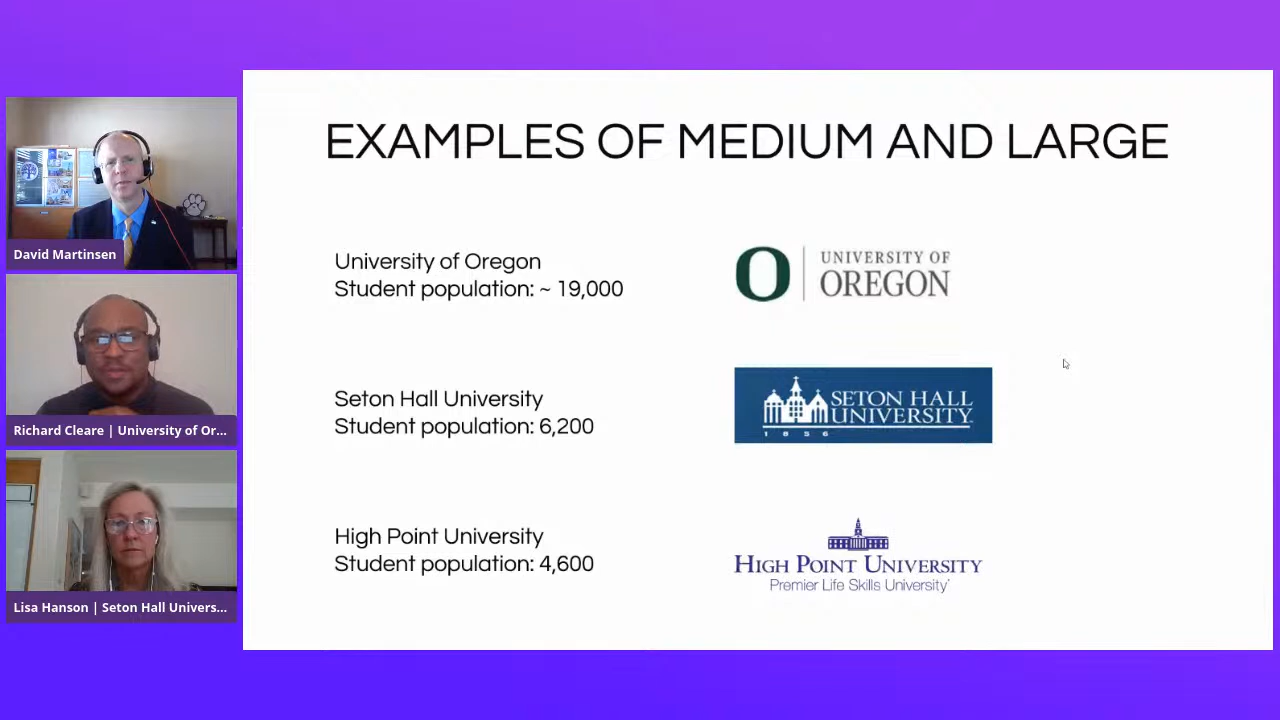 David Martinsen
Richard Cleare | University of Or...
Lisa Hanson | Seton Hall Univers...
EXAMPLES OF MEDIUM AND LARGE
University of Oregon
Student population: ~ 19,000
O
UNIVERSITY OF
OREGON
Seton Hall University
Student population: 6,200
SETON HALL
UNIVERSITY
1856
High Point University
Student population: 4,600
HIGH POINT UNIVERSITY
Premier Life Skills University